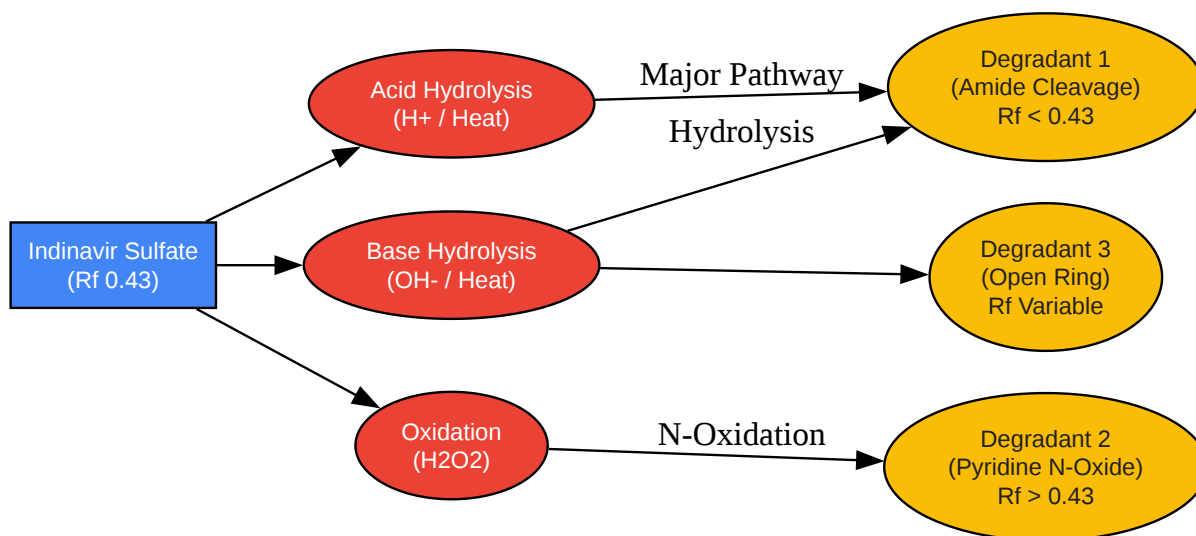 Indinavir Sulfate
(Rf 0.43)
Acid Hydrolysis
(H+ / Heat)
Major Pathway
Degradant 1
(Amide Cleavage)
Rf < 0.43
Hydrolysis
Base Hydrolysis
(OH- / Heat)
Degradant 3
(Open Ring)
Rf Variable
Oxidation
(H2O2)
N-Oxidation
Degradant 2
(Pyridine N-Oxide)
Rf > 0.43